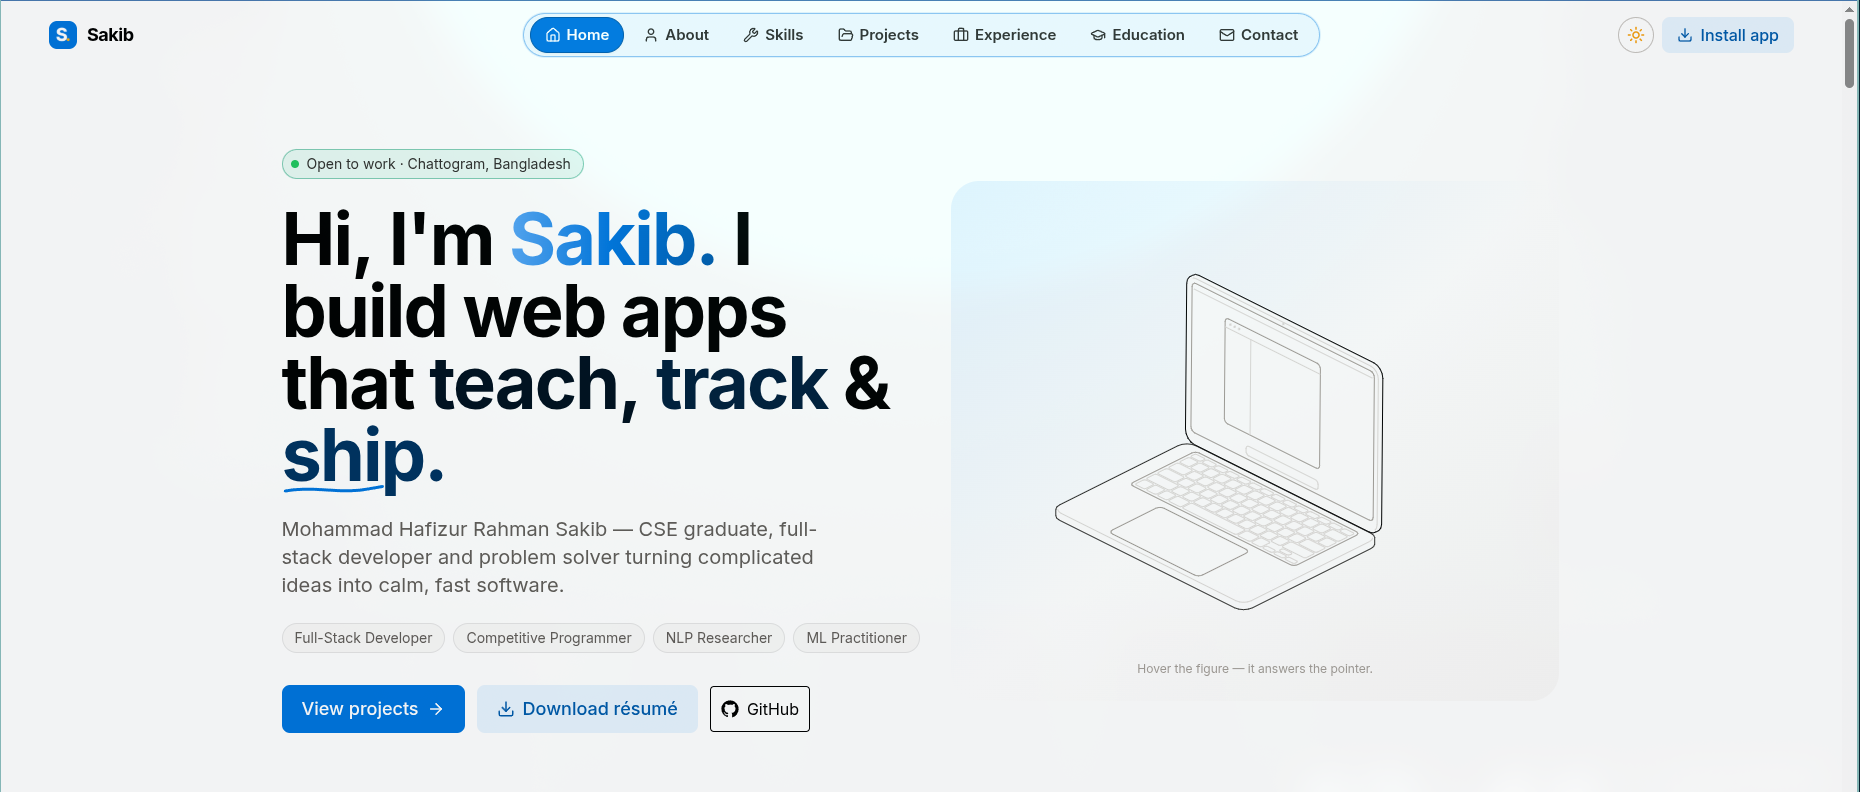 S. Sakib
Home About Skills Projects Experience Education Contact
Install app
Open to work · Chattogram, Bangladesh
Hi, I'm Sakib. I
build web apps
that teach, track &
ship.
Mohammad Hafizur Rahman Sakib — CSE graduate, full-
stack developer and problem solver turning complicated
ideas into calm, fast software.
Full-Stack Developer Competitive Programmer NLP Researcher ML Practitioner
View projects Download résumé GitHub
Hover the figure — it answers the pointer.